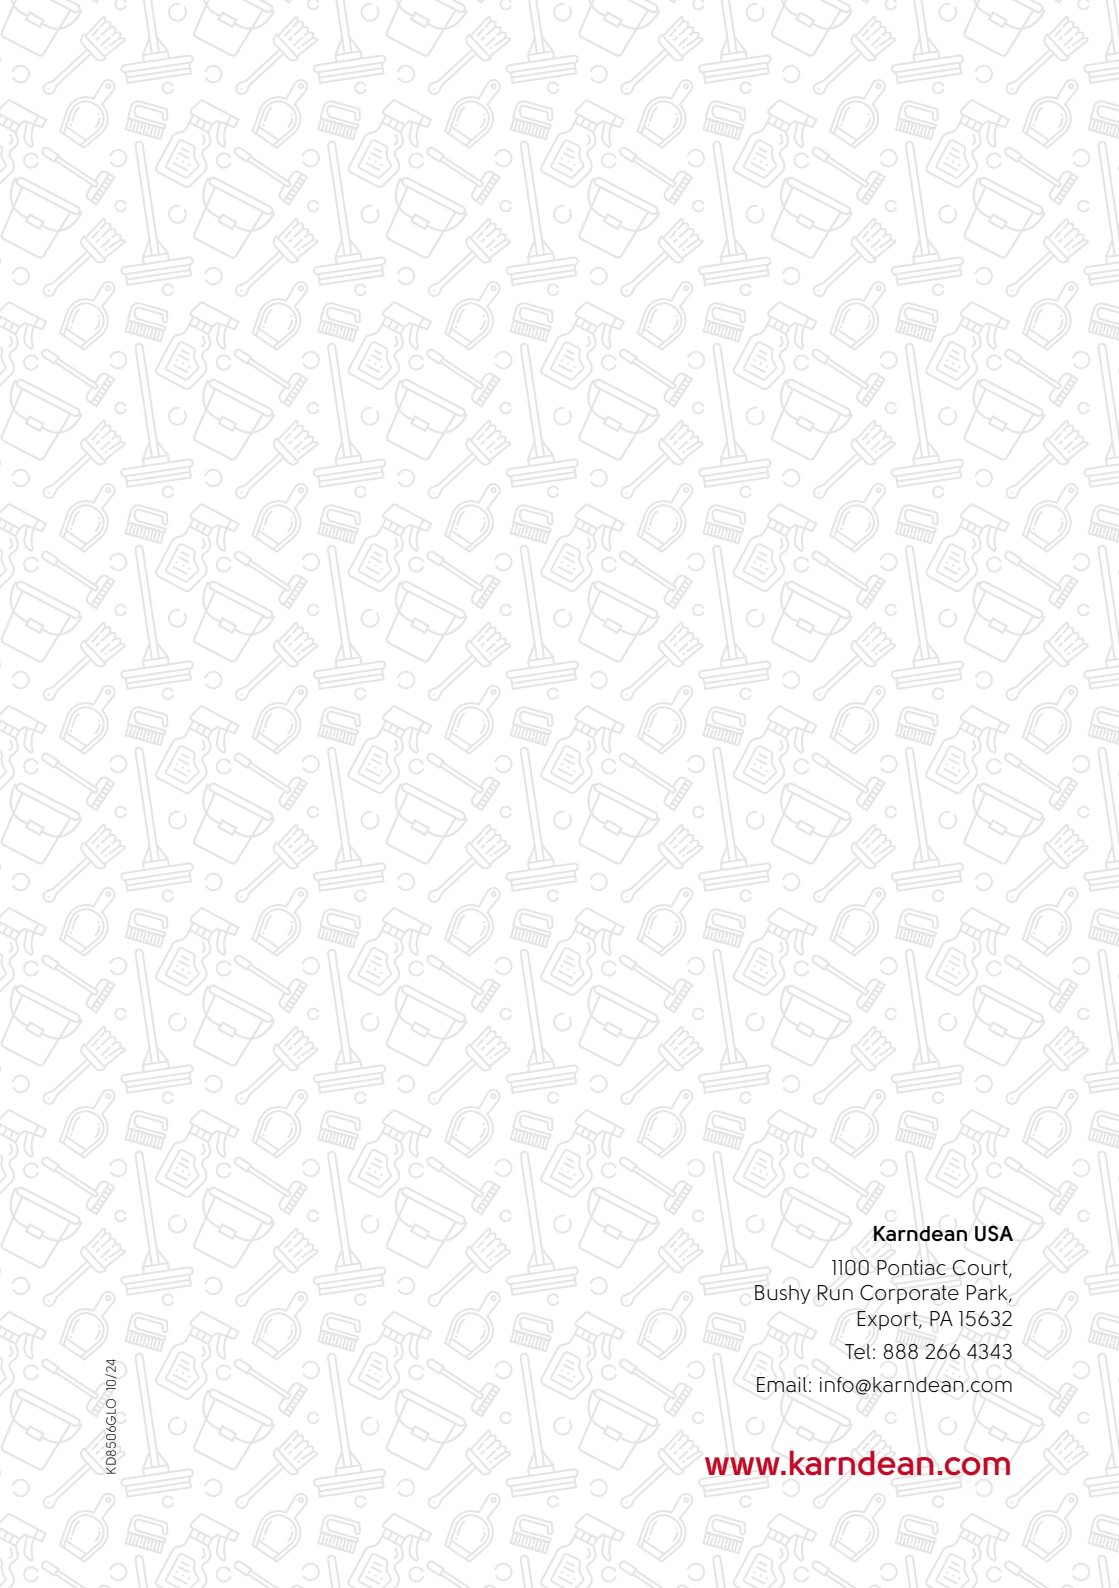 Karndean USA
1100 Pontiac Court,
Bushy Run Corporate Park,
Export, PA 15632
Tel: 888 266 4343
Email: info@karndean.com
www.karndean.com
KD8506GLO 10/24